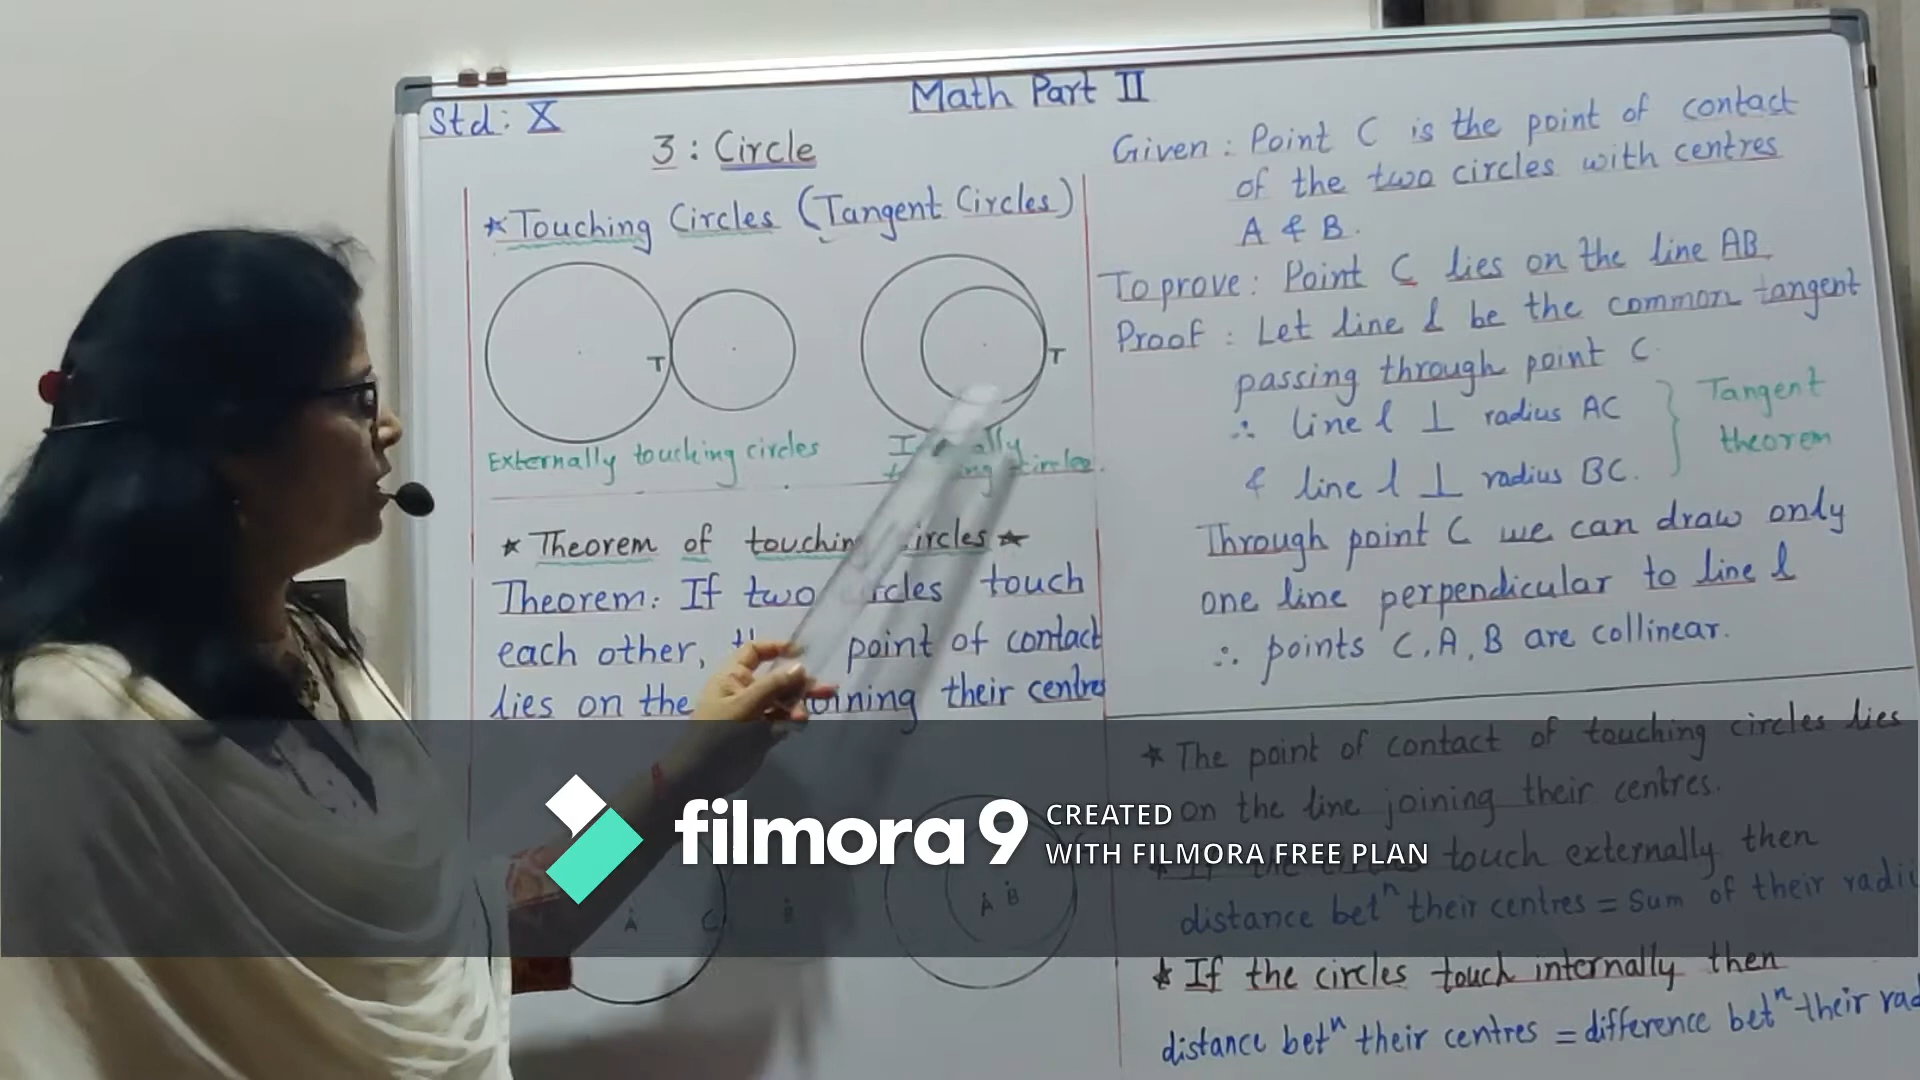 Math Part II
Std: X
3 : Circle
★ Touching Circles (Tangent Circles)
T
T
Externally touching circles
circles.
★ Theorem of touching circles ★
Theorem: If two circles touch
each other, point of contact
lies on the joining their centres
A C B
A B
Given : Point C is the point of contact
of the two circles with centres
A & B.
To prove : Point C lies on the line AB.
Proof : Let line l be the common tangent
passing through point C.
∴ line l ⊥ radius AC
& line l ⊥ radius BC.
} Tangent
theorem
Through point C we can draw only
one line perpendicular to line l
∴ points C, A, B are collinear.
★ The point of contact of touching circles lies
on the line joining their centres.
★ If the circles touch externally then
distance betⁿ their centres = sum of their radii
★ If the circles touch internally then
distance betⁿ their centres = difference betⁿ their rad
filmora9
CREATED
WITH FILMORA FREE PLAN